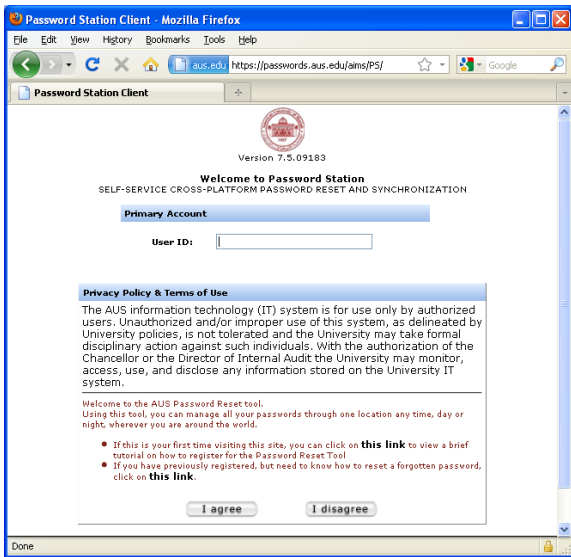 Password Station Client - Mozilla Firefox
File Edit View History Bookmarks Tools Help
aus.edu https://passwords.aus.edu/aims/PS/ Google
Password Station Client
Version 7.5.09183
Welcome to Password Station
SELF-SERVICE CROSS-PLATFORM PASSWORD RESET AND SYNCHRONIZATION
Primary Account
User ID:
Privacy Policy & Terms of Use
The AUS information technology (IT) system is for use only by authorized
users. Unauthorized and/or improper use of this system, as delineated by
University policies, is not tolerated and the University may take formal
disciplinary action against such individuals. With the authorization of the
Chancellor or the Director of Internal Audit the University may monitor,
access, use, and disclose any information stored on the University IT
system.
Welcome to the AUS Password Reset tool.
Using this tool, you can manage all your passwords through one location any time, day or
night, wherever you are around the world.
If this is your first time visiting this site, you can click on this link to view a brief
tutorial on how to register for the Password Reset Tool
If you have previously registered, but need to know how to reset a forgotten password,
click on this link.
I agree I disagree
Done